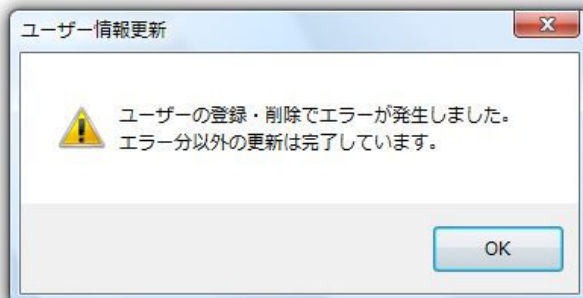 ユーザー情報更新
ユーザーの登録・削除でエラーが発生しました。
エラー分以外の更新は完了しています。
OK